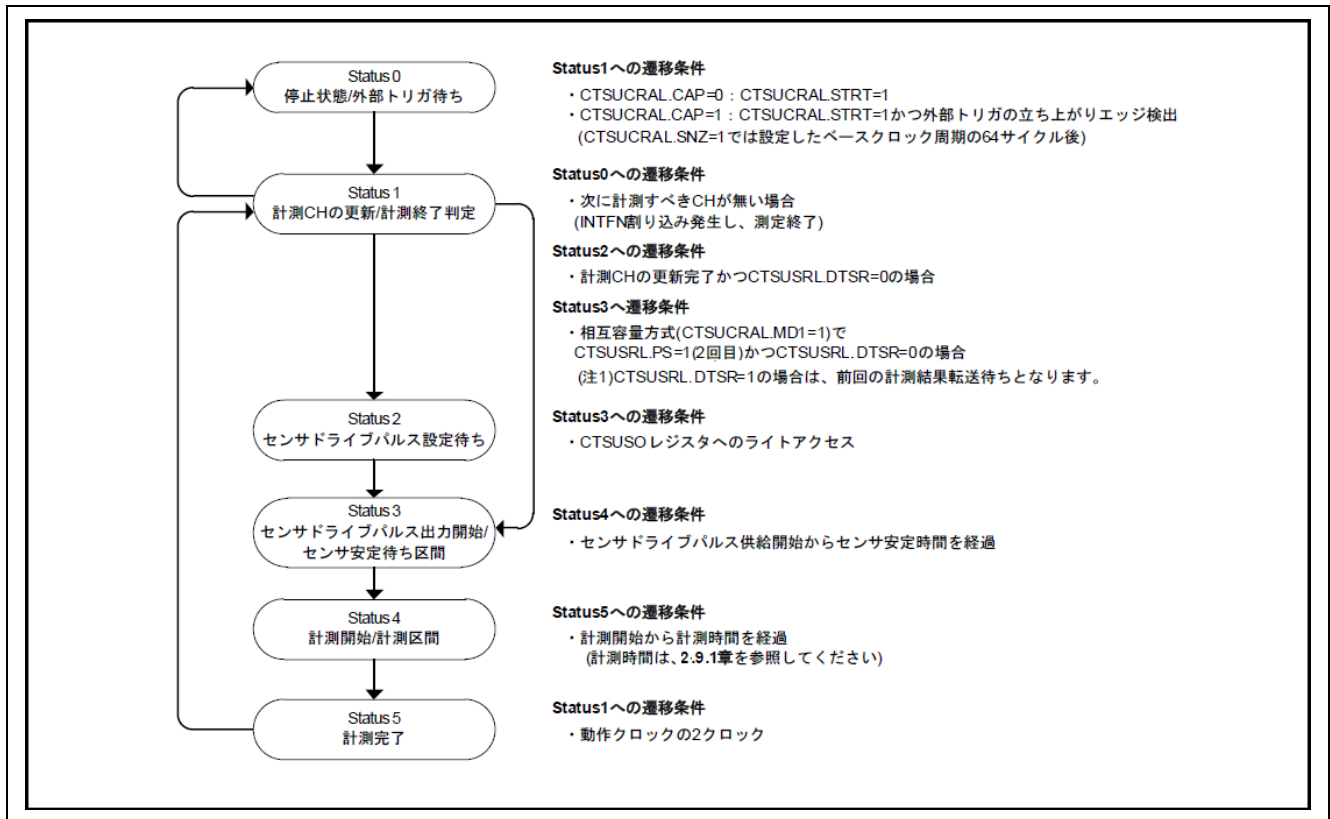 Status 0
停止状態/外部トリガ待ち
Status1への遷移条件
・CTSUCRAL.CAP=0：CTSUCRAL.STRT=1
・CTSUCRAL.CAP=1：CTSUCRAL.STRT=1かつ外部トリガの立ち上がりエッジ検出
(CTSUCRAL.SNZ=1では設定したベースクロック周期の64サイクル後)
Status 1
計測CHの更新/計測終了判定
Status0への遷移条件
・次に計測すべきCHが無い場合
(INTFN割り込み発生し、測定終了)
Status2への遷移条件
・計測CHの更新完了かつCTSUSRL.DTSR=0の場合
Status3へ遷移条件
・相互容量方式(CTSUCRAL.MD1=1)で
CTSUSRL.PS=1(2回目)かつCTSUSRL. DTSR=0の場合
(注1)CTSUSRL. DTSR=1の場合は、前回の計測結果転送待ちとなります。
Status 2
センサドライブパルス設定待ち
Status3への遷移条件
・CTSUSO レジスタへのライトアクセス
Status 3
センサドライブパルス出力開始/
センサ安定待ち区間
Status4への遷移条件
・センサドライブパルス供給開始からセンサ安定時間を経過
Status 4
計測開始/計測区間
Status5への遷移条件
・計測開始から計測時間を経過
(計測時間は、2.9.1章を参照してください)
Status 5
計測完了
Status1への遷移条件
・動作クロックの2クロック